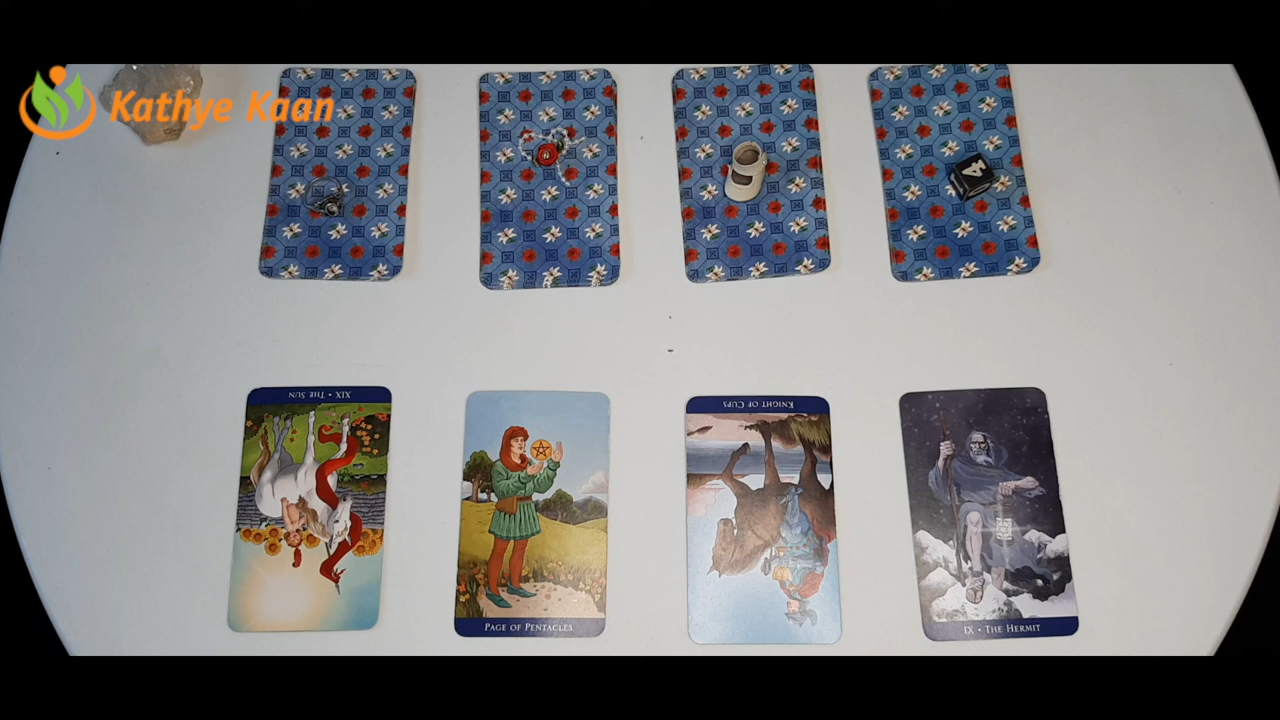 Kathye Kaan
4
XIX • THE SUN
PAGE OF PENTACLES
KNIGHT OF CUPS
IX • THE HERMIT